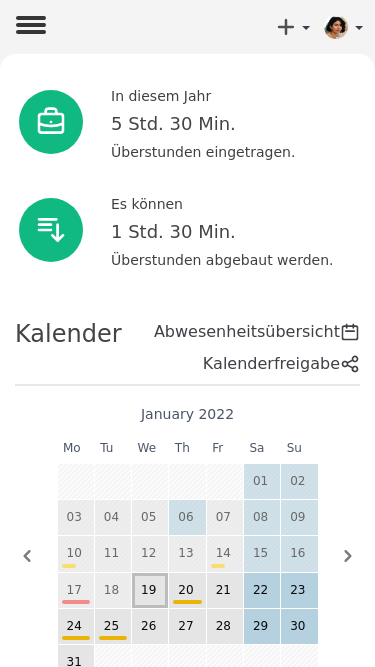 In diesem Jahr
5 Std. 30 Min.
Überstunden eingetragen.
Es können
1 Std. 30 Min.
Überstunden abgebaut werden.
Kalender
Abwesenheitsübersicht
Kalenderfreigabe
January 2022
Mo Tu We Th Fr Sa Su
01 02
03 04 05 06 07 08 09
10 11 12 13 14 15 16
17 18 19 20 21 22 23
24 25 26 27 28 29 30
31